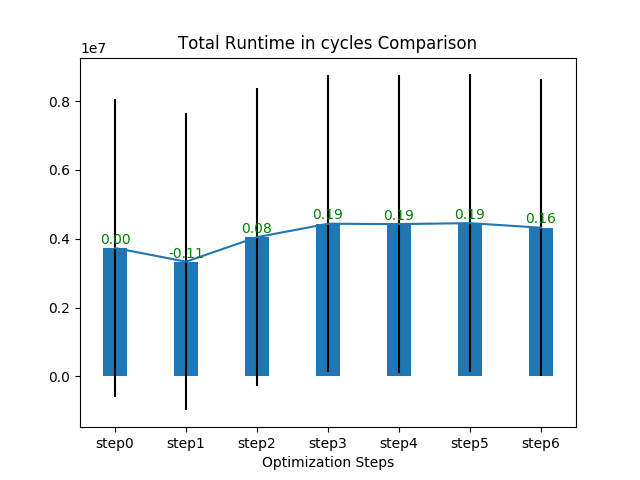 Total Runtime in cycles Comparison
1e7
0.8
0.6
0.4
0.2
0.0
0.00
-0.11
0.08
0.19
0.19
0.19
0.16
step0
step1
step2
step3
step4
step5
step6
Optimization Steps